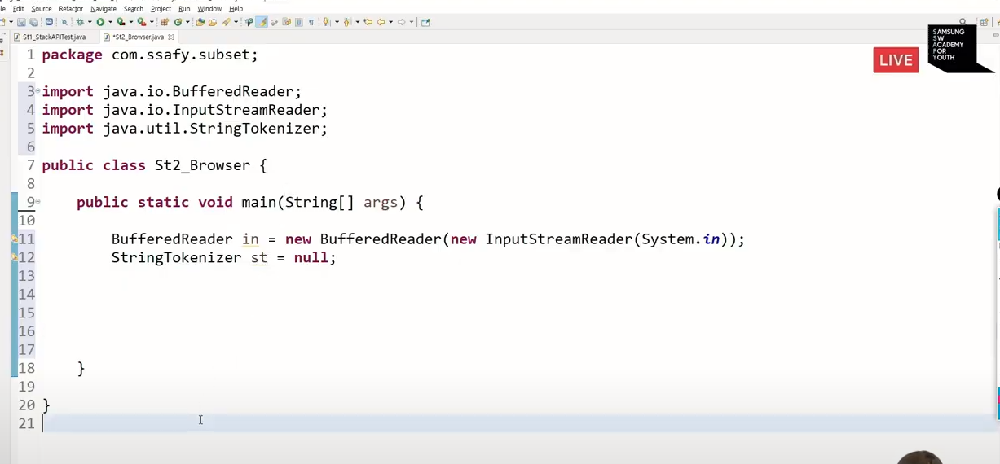 Edit Source Refactor Navigate Search Project Run Window Help
St1_StackAPITest.java *St2_Browser.java
SAMSUNG
SW
ACADEMY
FOR
YOUTH
LIVE
1 package com.ssafy.subset;
2
3 import java.io.BufferedReader;
4 import java.io.InputStreamReader;
5 import java.util.StringTokenizer;
6
7 public class St2_Browser {
8
9 public static void main(String[] args) {
10
11 BufferedReader in = new BufferedReader(new InputStreamReader(System.in));
12 StringTokenizer st = null;
13
14
15
16
17
18 }
19
20 }
21